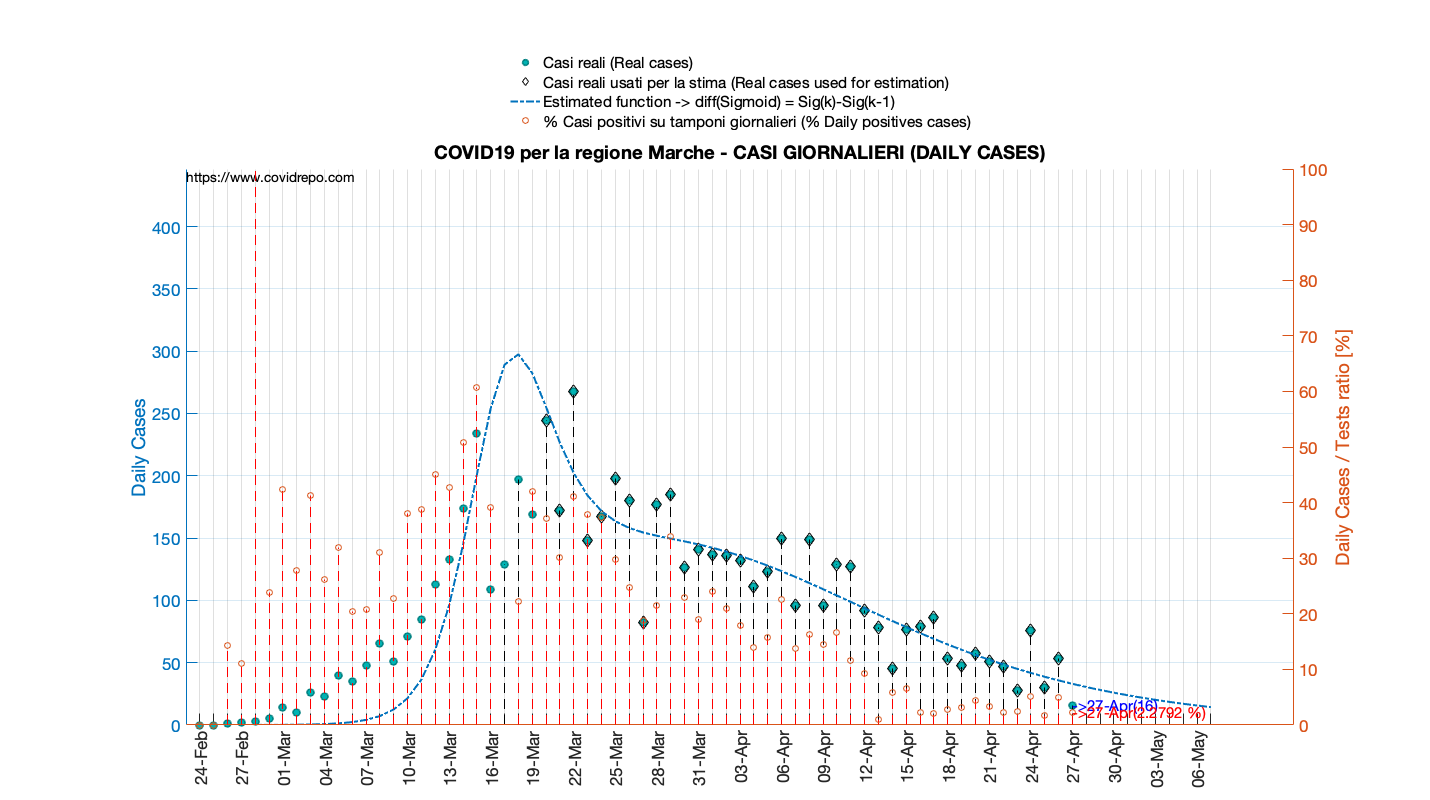 Casi reali (Real cases)
Casi reali usati per la stima (Real cases used for estimation)
Estimated function -> diff(Sigmoid) = Sig(k)-Sig(k-1)
% Casi positivi su tamponi giornalieri (% Daily positives cases)
COVID19 per la regione Marche - CASI GIORNALIERI (DAILY CASES)
https://www.covidrepo.com
Daily Cases
400
350
300
250
200
150
100
50
0
100
90
80
70
60
50
40
30
20
10
0
Daily Cases / Tests ratio [%]
>27-Apr(16)
>27-Apr(2.2792 %)
24-Feb
27-Feb
01-Mar
04-Mar
07-Mar
10-Mar
13-Mar
16-Mar
19-Mar
22-Mar
25-Mar
28-Mar
31-Mar
03-Apr
06-Apr
09-Apr
12-Apr
15-Apr
18-Apr
21-Apr
24-Apr
27-Apr
30-Apr
03-May
06-May